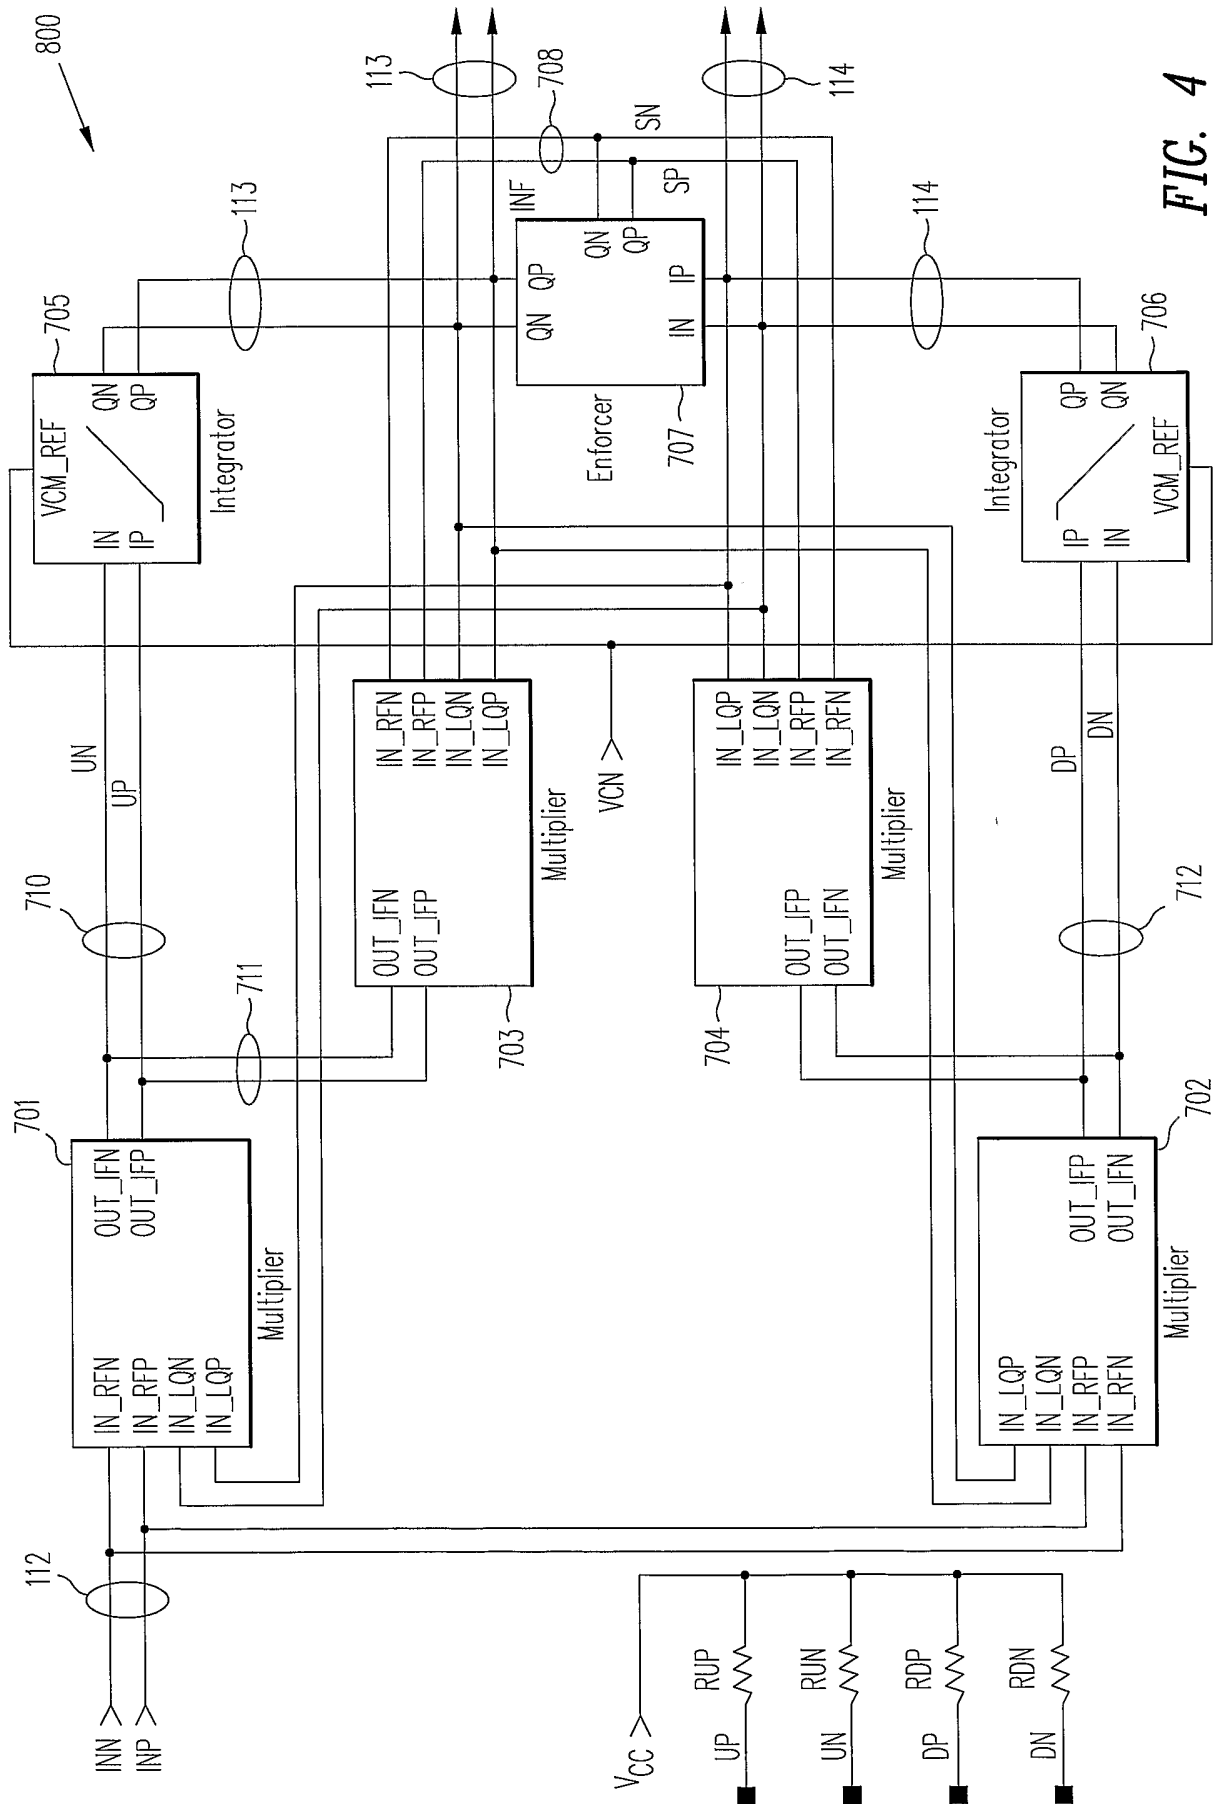 800
113
708
114
FIG. 4
SN
SP
INF
113
114
705
VCM_REF
QN
QP
IN
IP
Integrator
QN
QP
QN
QP
IN
IP
Enforcer
707
706
QP
QN
IP
IN
VCM_REF
Integrator
UN
UP
710
711
IN_RFN
IN_RFP
IN_LQN
IN_LQP
OUT_IFN
OUT_IFP
Multiplier
703
VCN
IN_LQP
IN_LQN
IN_RFP
IN_RFN
OUT_IFP
OUT_IFN
Multiplier
704
DP
DN
712
701
OUT_IFN
OUT_IFP
IN_RFN
IN_RFP
IN_LQN
IN_LQP
Multiplier
702
OUT_IFP
OUT_IFN
IN_LQP
IN_LQN
IN_RFP
IN_RFN
Multiplier
112
INN
INP
VCC
RUP
UP
RUN
UN
RDP
DP
RDN
DN